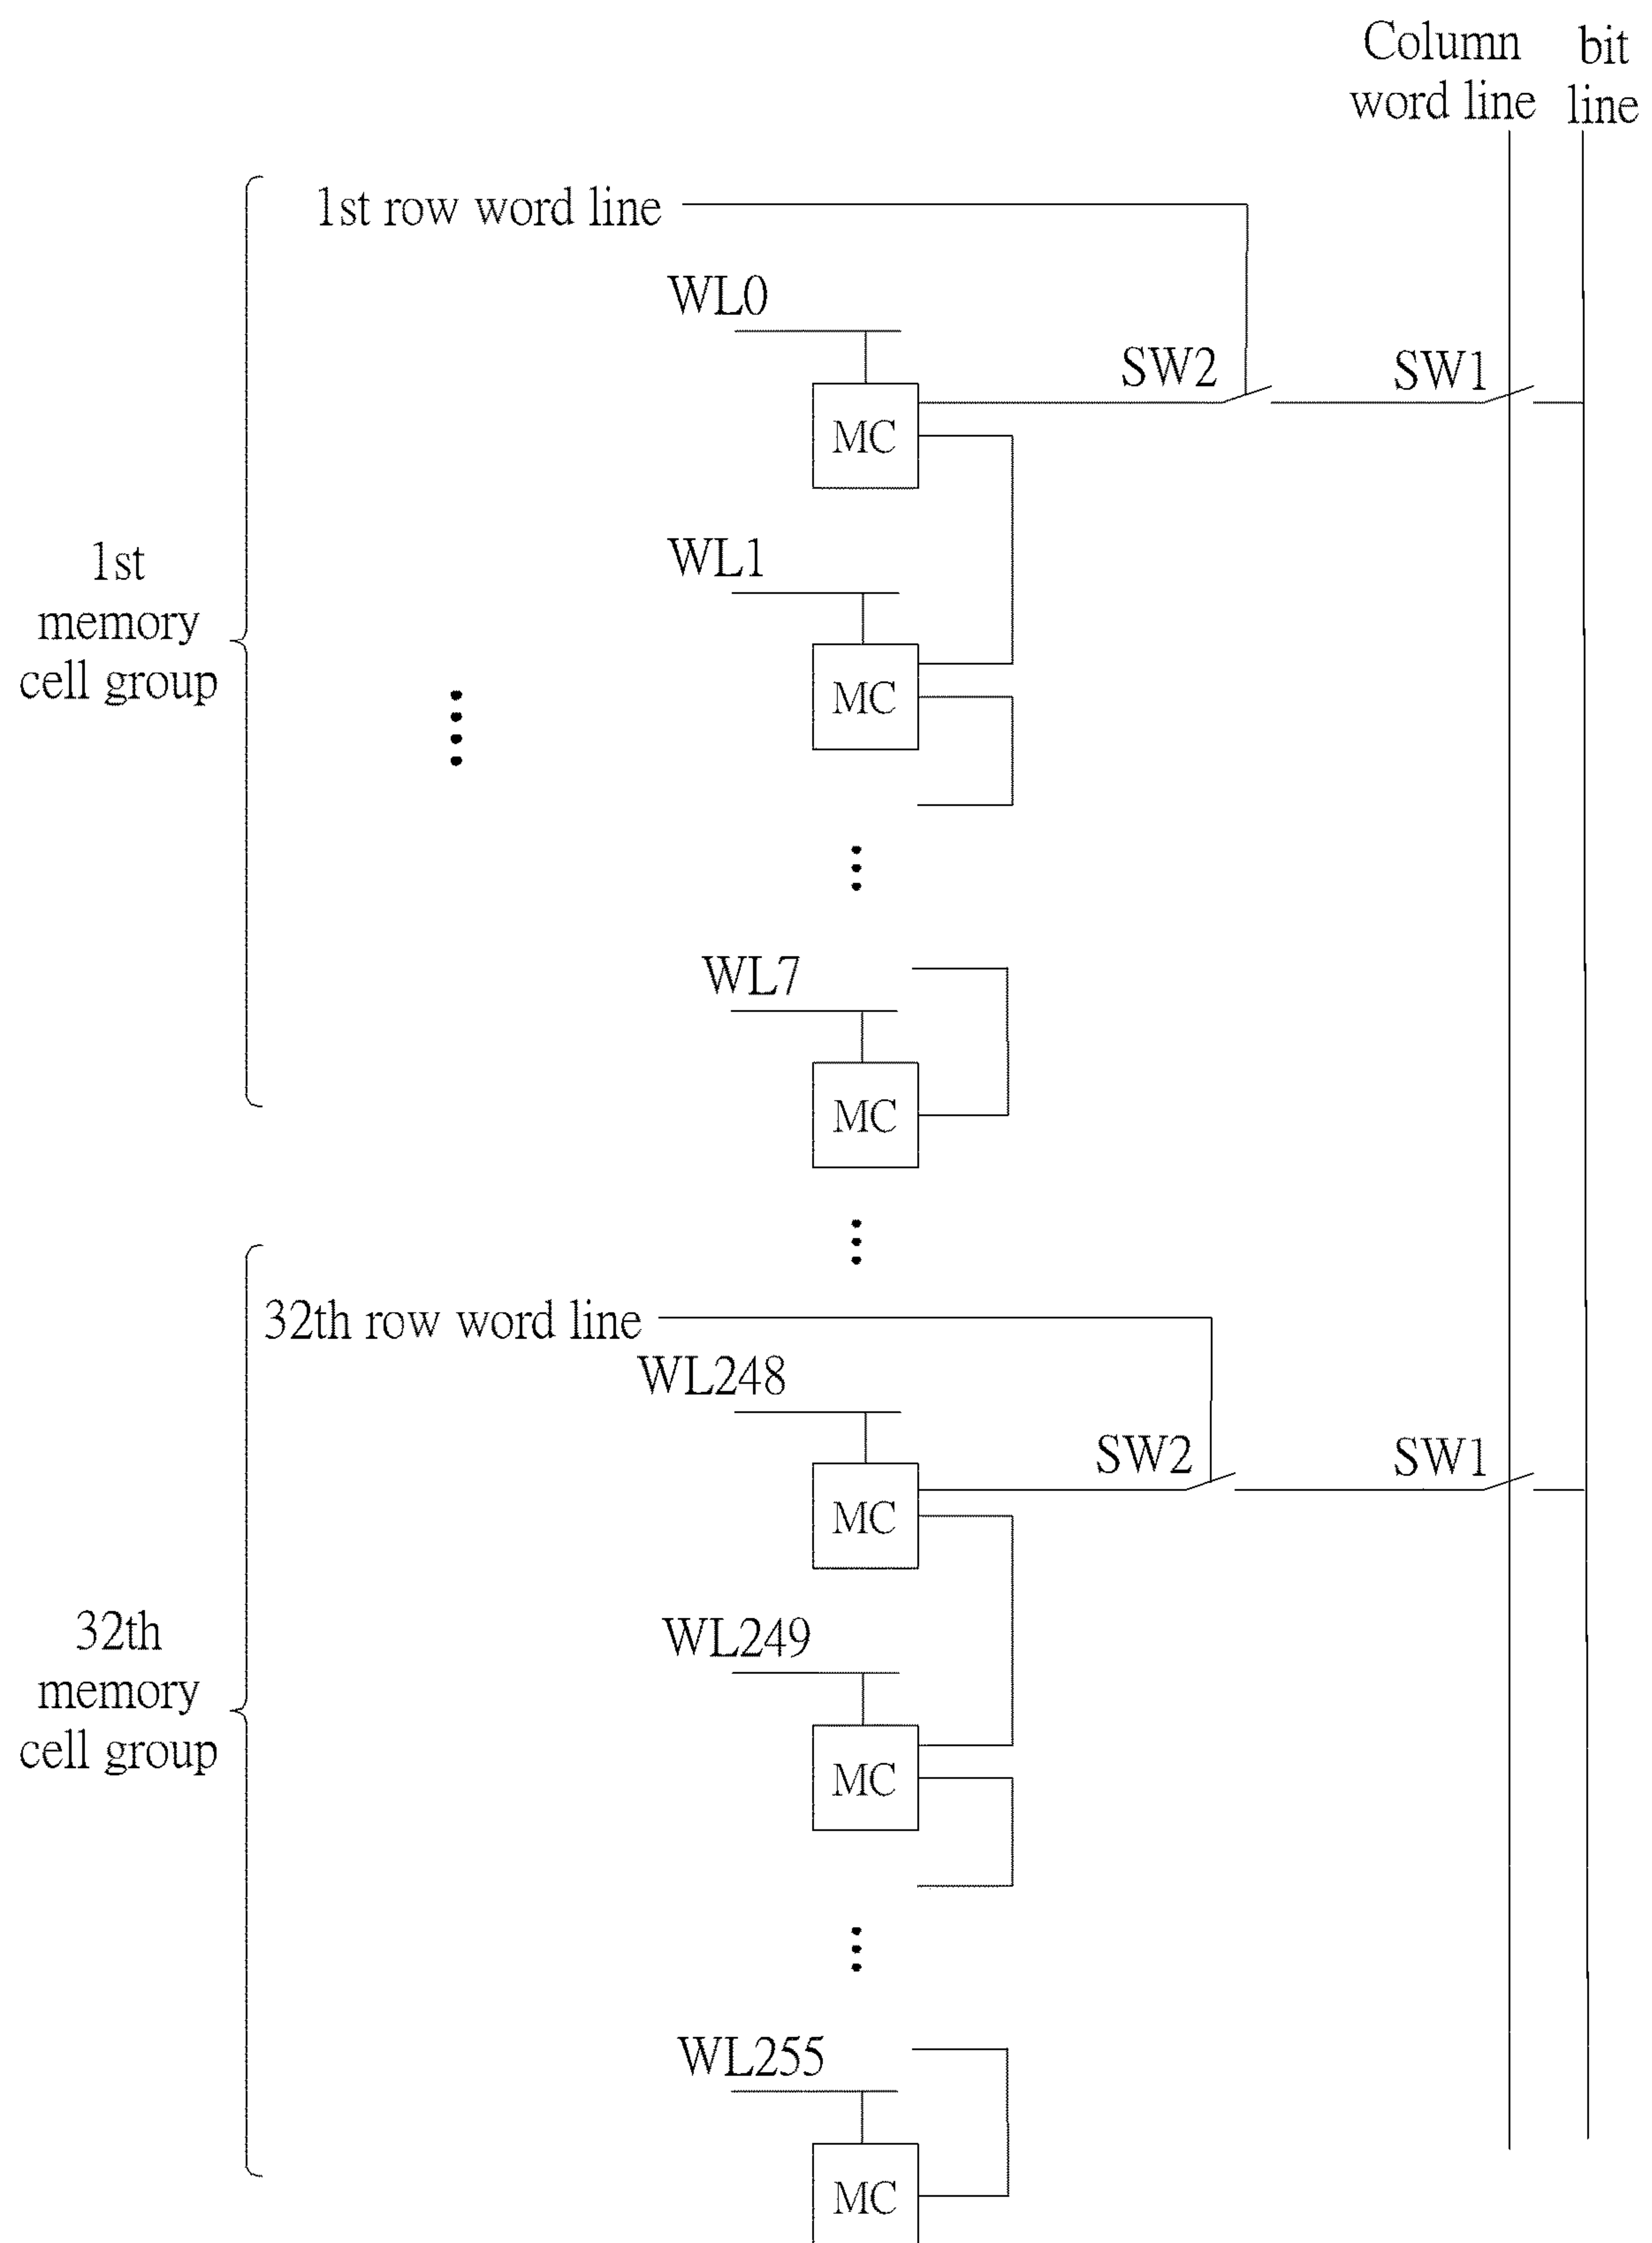 Column
word line
bit
line
1st row word line
WL0
SW2
SW1
MC
1st
memory
cell group
WL1
MC
WL7
MC
32th row word line
WL248
SW2
SW1
MC
32th
memory
cell group
WL249
MC
WL255
MC